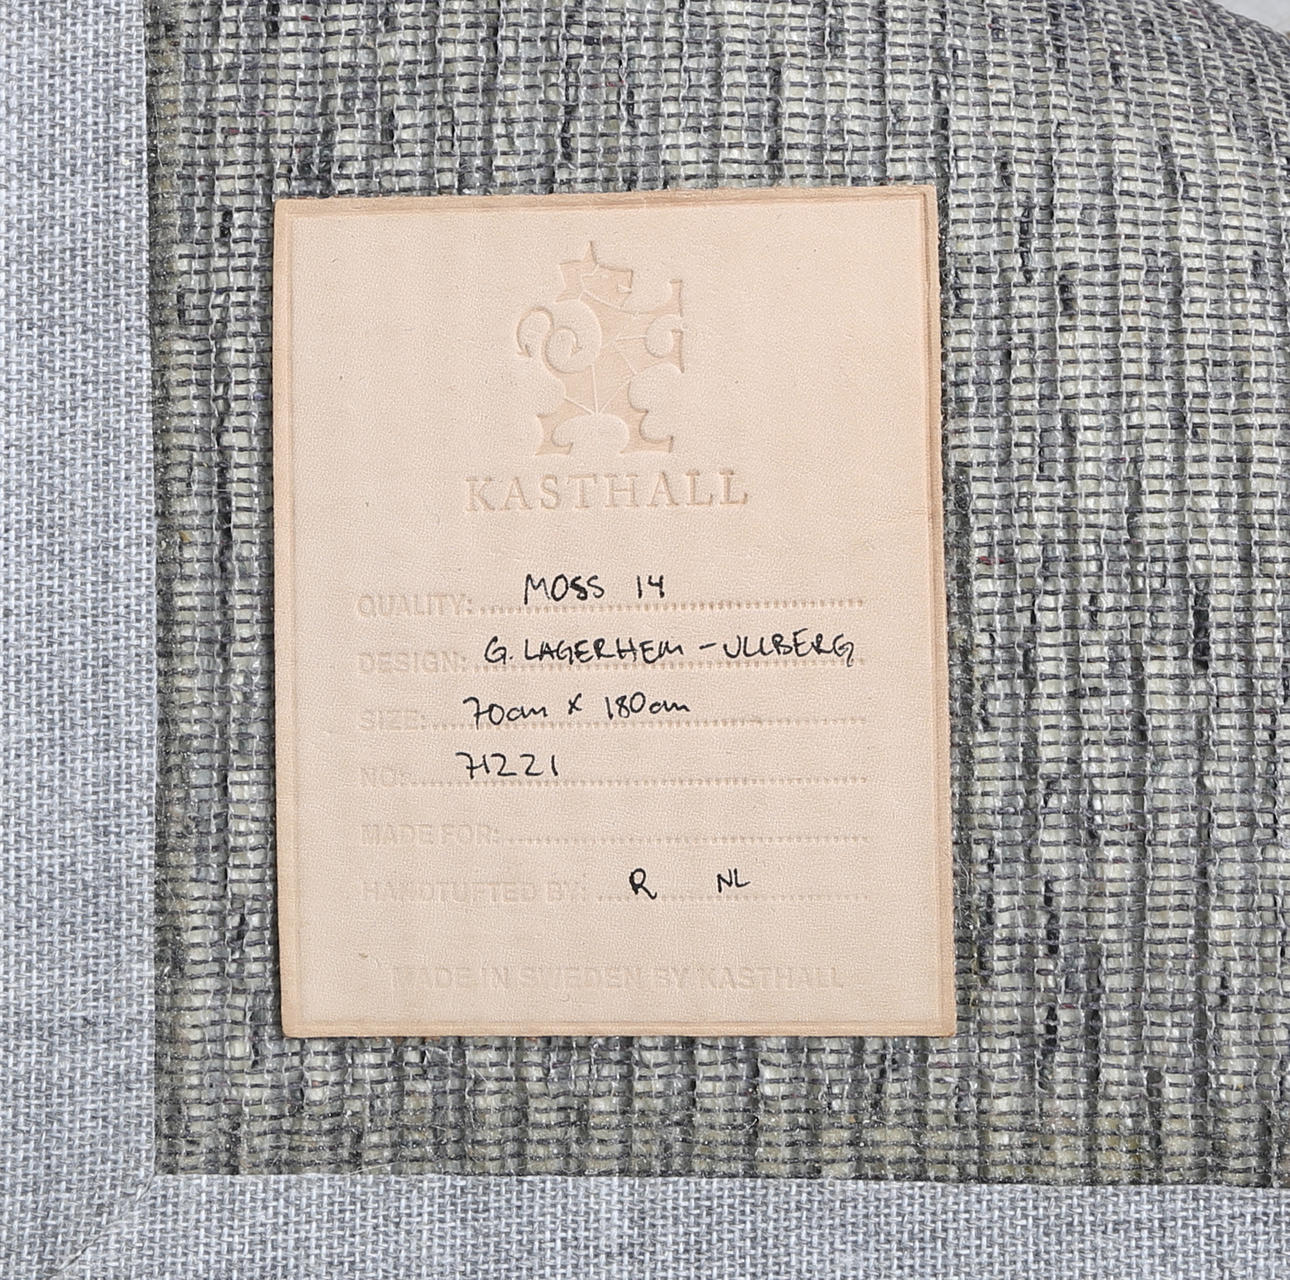 KASTHALL
QUALITY: MOSS 14
DESIGN: G. LAGERHEM-ULLBERG
SIZE: 70cm x 180cm
NO: 71221
MADE FOR:
HANDTUFTED BY: R NL
MADE IN SWEDEN BY KASTHALL